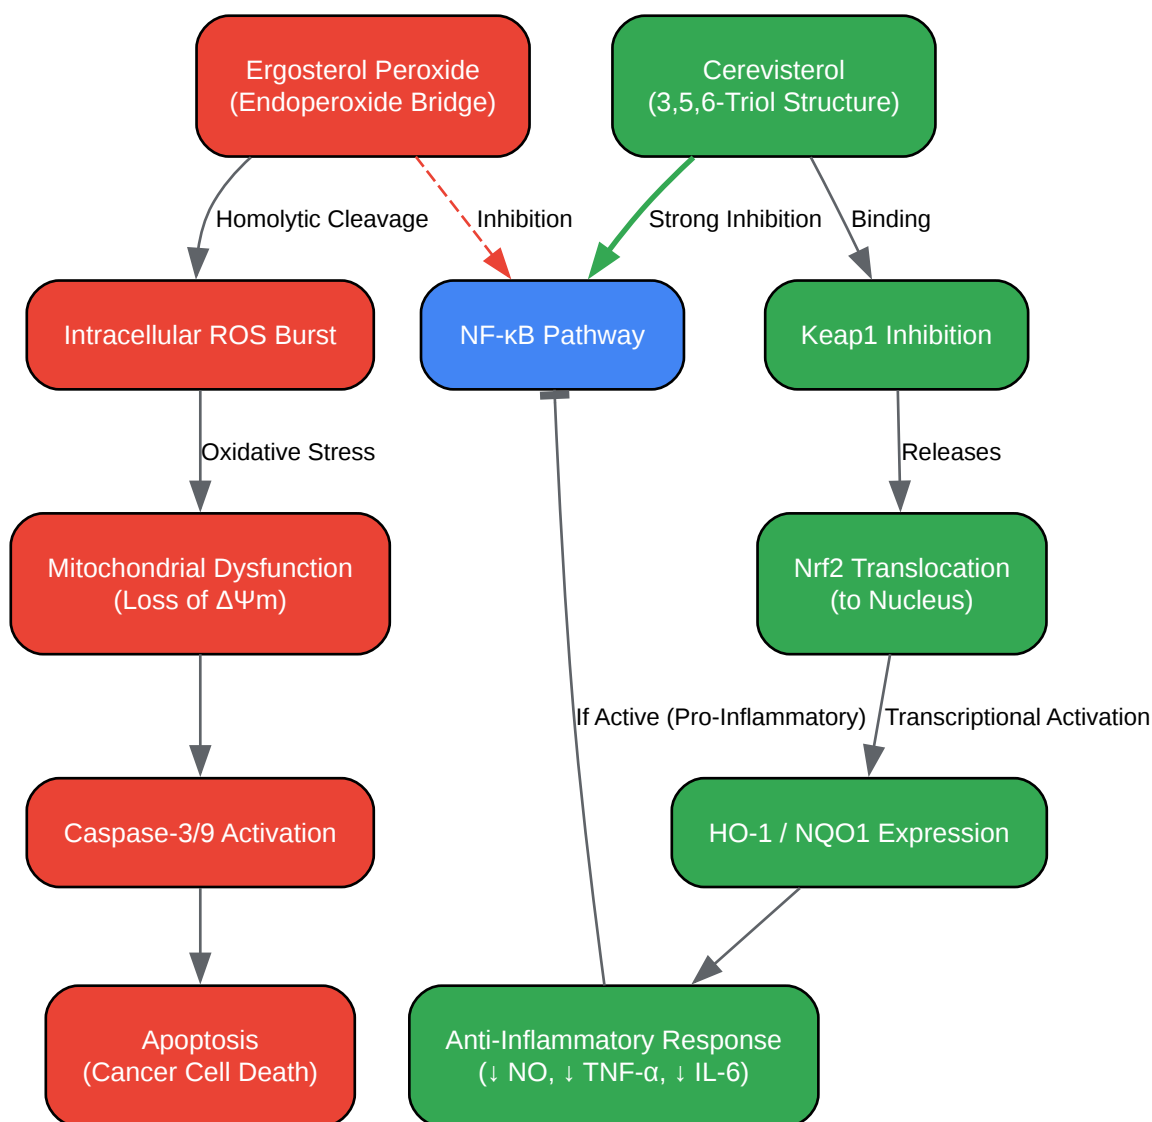 Ergosterol Peroxide
(Endoperoxide Bridge)
Cerevisterol
(3,5,6-Triol Structure)
Homolytic Cleavage
Inhibition
Strong Inhibition
Binding
Intracellular ROS Burst
NF-κB Pathway
Keap1 Inhibition
Oxidative Stress
Releases
Mitochondrial Dysfunction
(Loss of ΔΨm)
Nrf2 Translocation
(to Nucleus)
If Active (Pro-Inflammatory)
Transcriptional Activation
Caspase-3/9 Activation
HO-1 / NQO1 Expression
Apoptosis
(Cancer Cell Death)
Anti-Inflammatory Response
(↓ NO, ↓ TNF-α, ↓ IL-6)